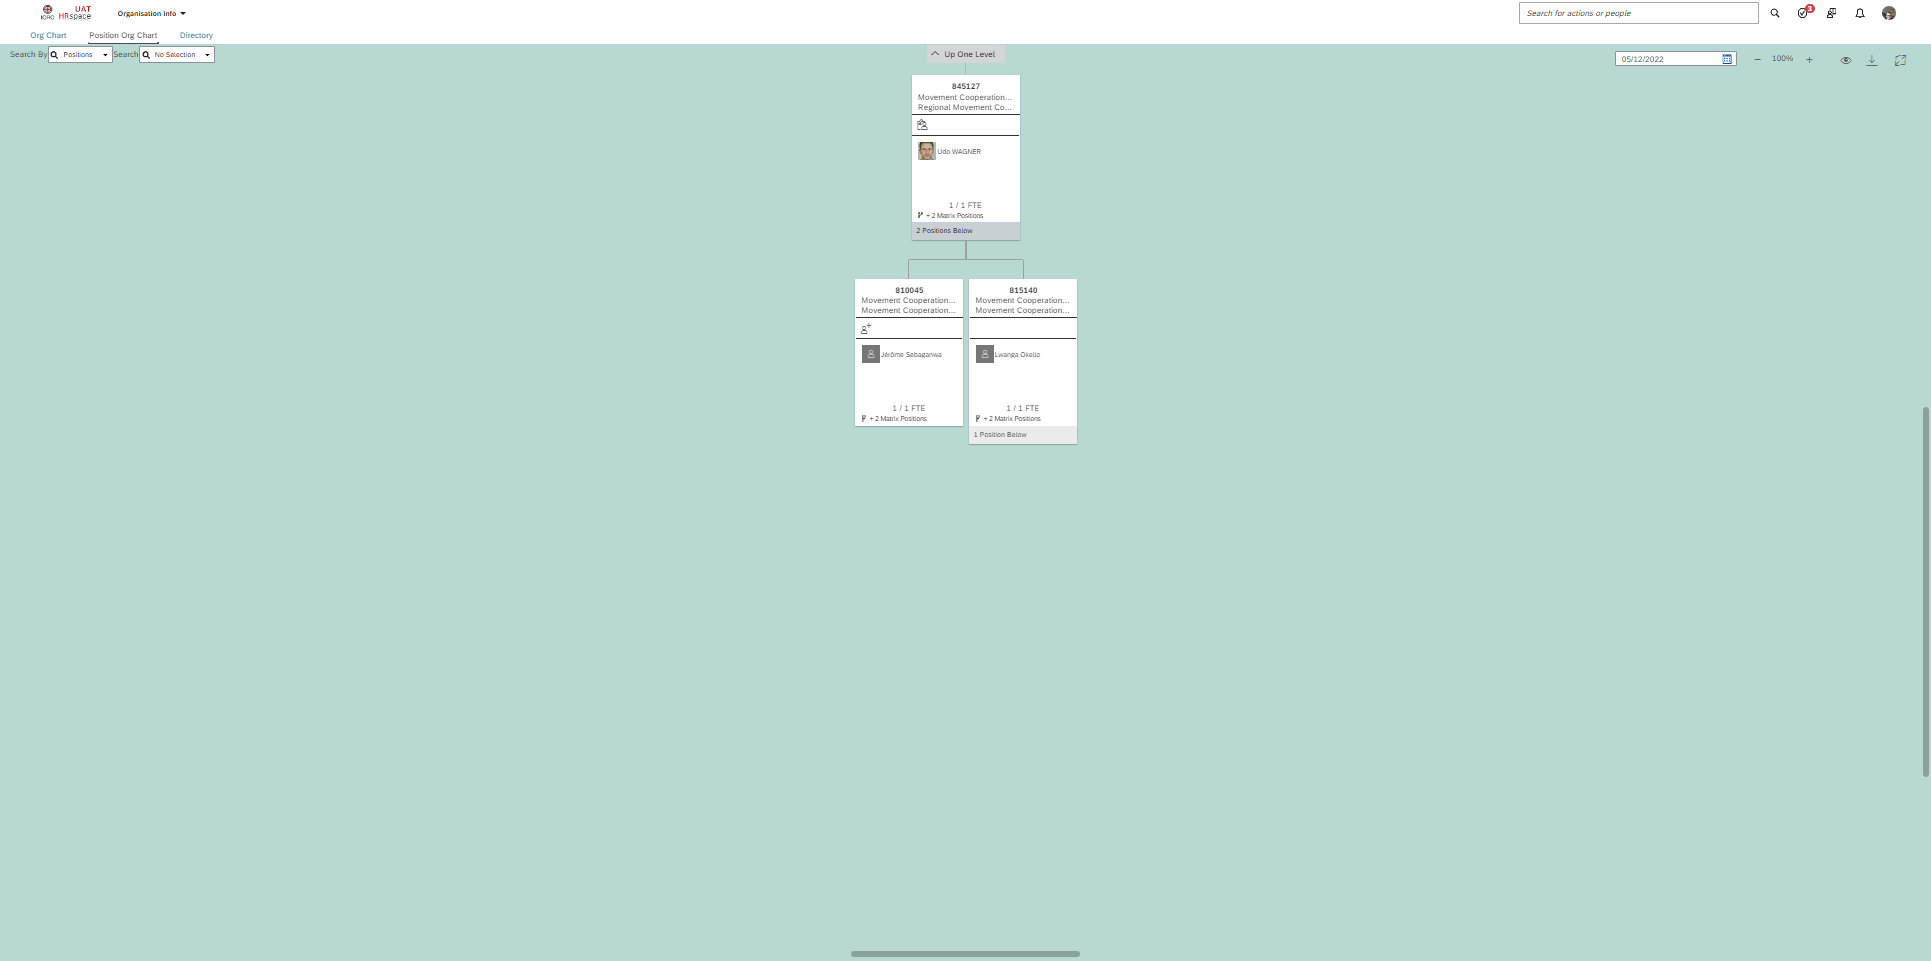 UAT
ICRC HRspace
Organisation Info
Search for actions or people
3
Org Chart
Position Org Chart
Directory
Search By
Positions
Search
No Selection
Up One Level
05/12/2022
100%
845127
Movement Cooperation...
Regional Movement Co...
Udo WAGNER
1 / 1 FTE
+ 2 Matrix Positions
2 Positions Below
810045
Movement Cooperation...
Movement Cooperation...
Jérôme Sebaganwa
1 / 1 FTE
+ 2 Matrix Positions
815140
Movement Cooperation...
Movement Cooperation...
Lwanga Okello
1 / 1 FTE
+ 2 Matrix Positions
1 Position Below